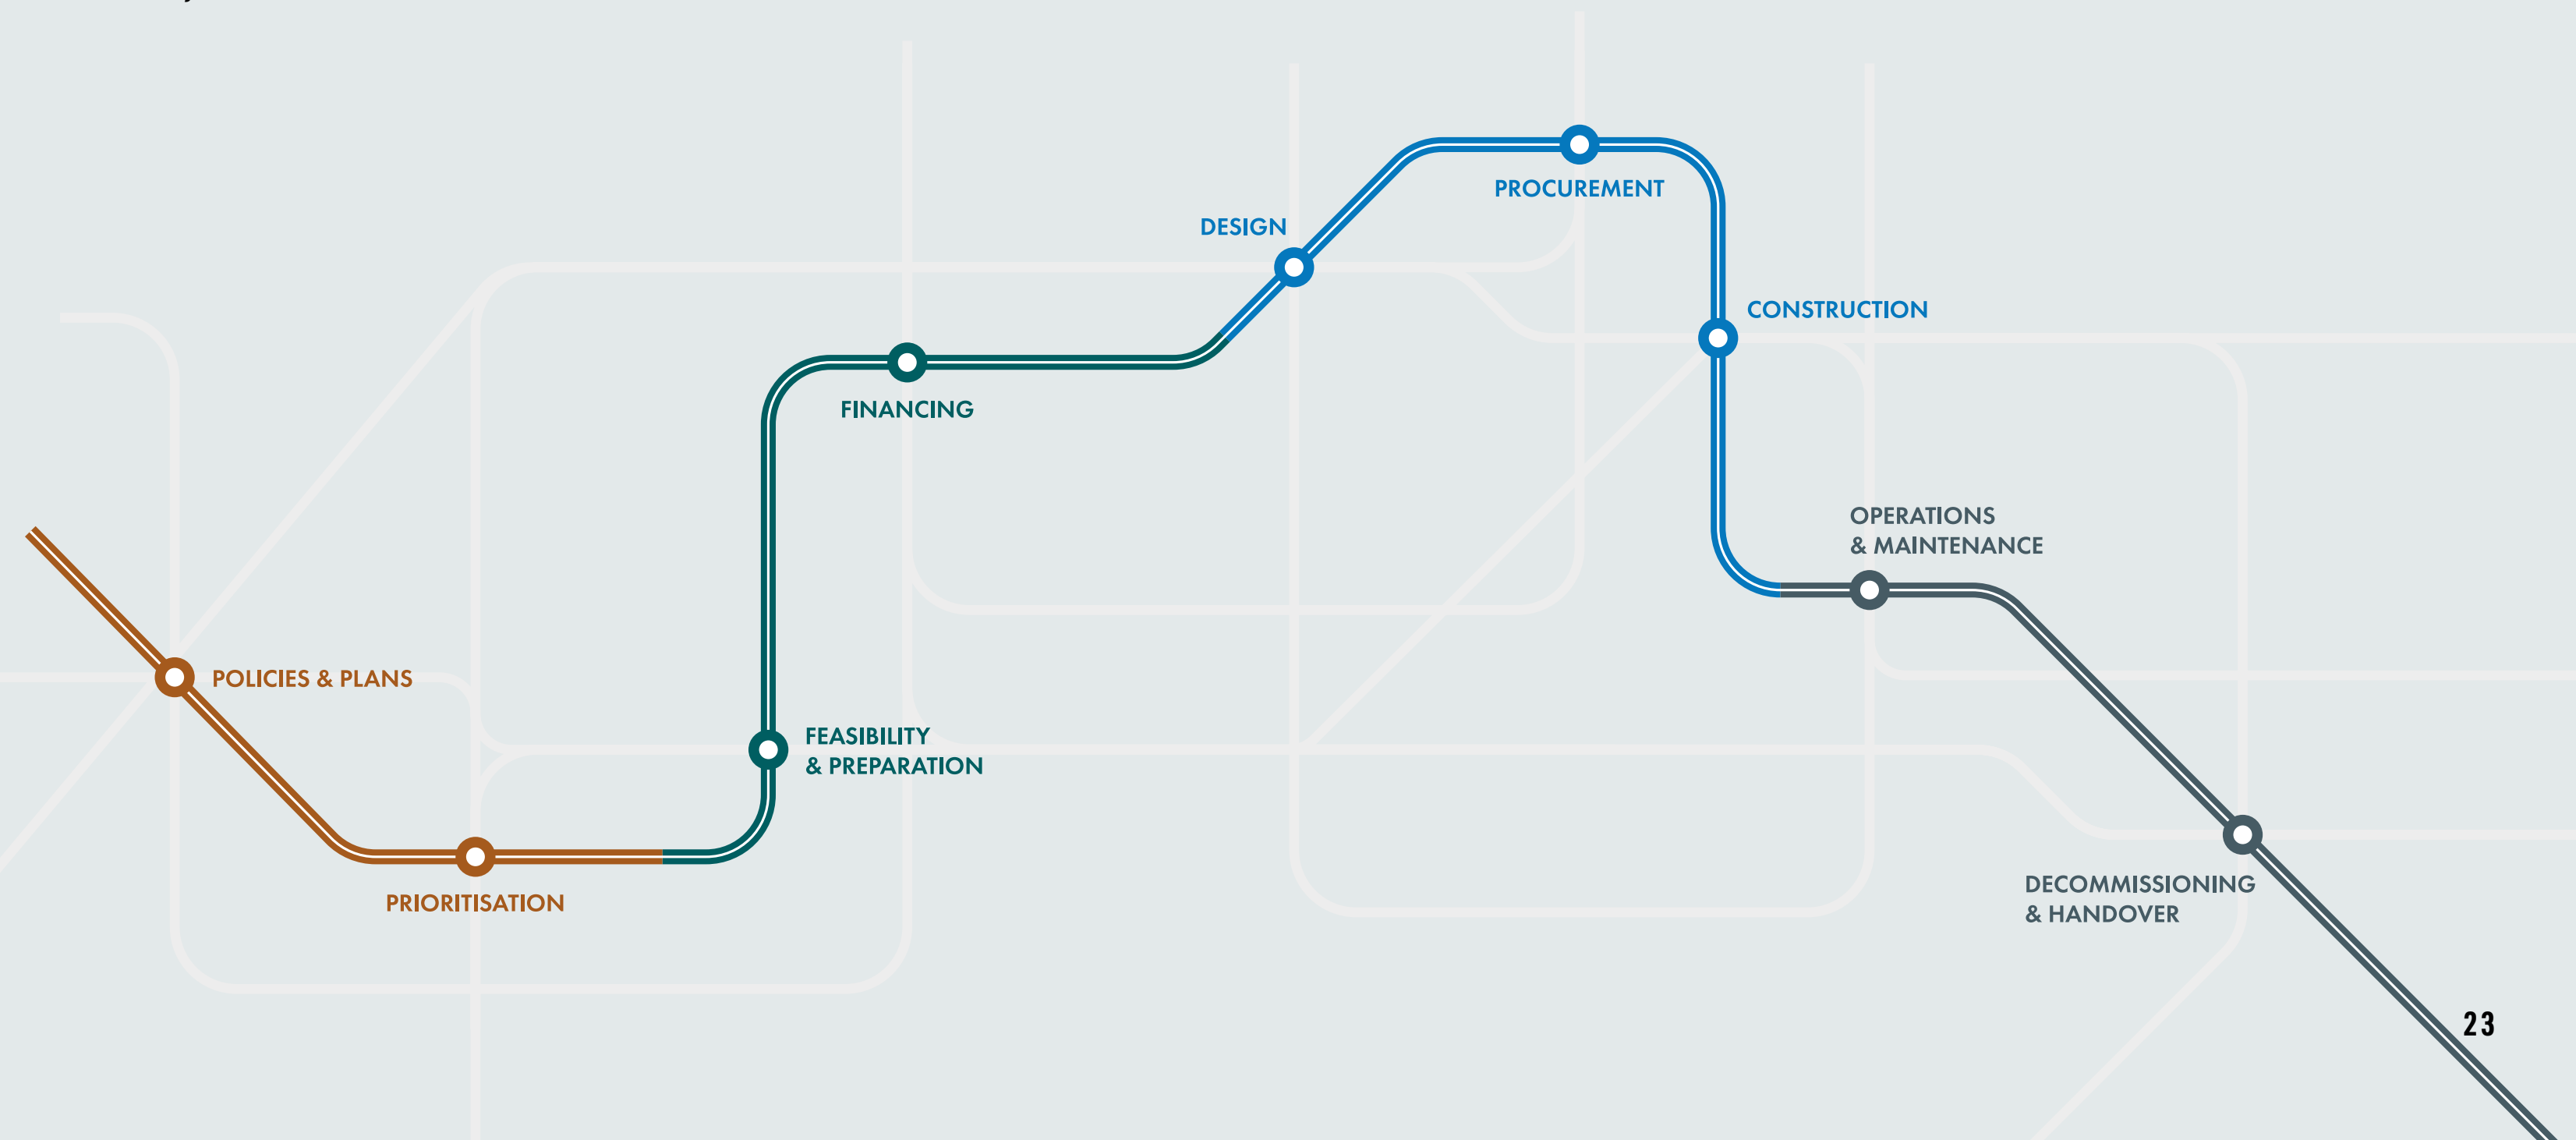 POLICIES & PLANS
PRIORITISATION
FEASIBILITY
& PREPARATION
FINANCING
DESIGN
PROCUREMENT
CONSTRUCTION
OPERATIONS
& MAINTENANCE
DECOMMISSIONING
& HANDOVER
23